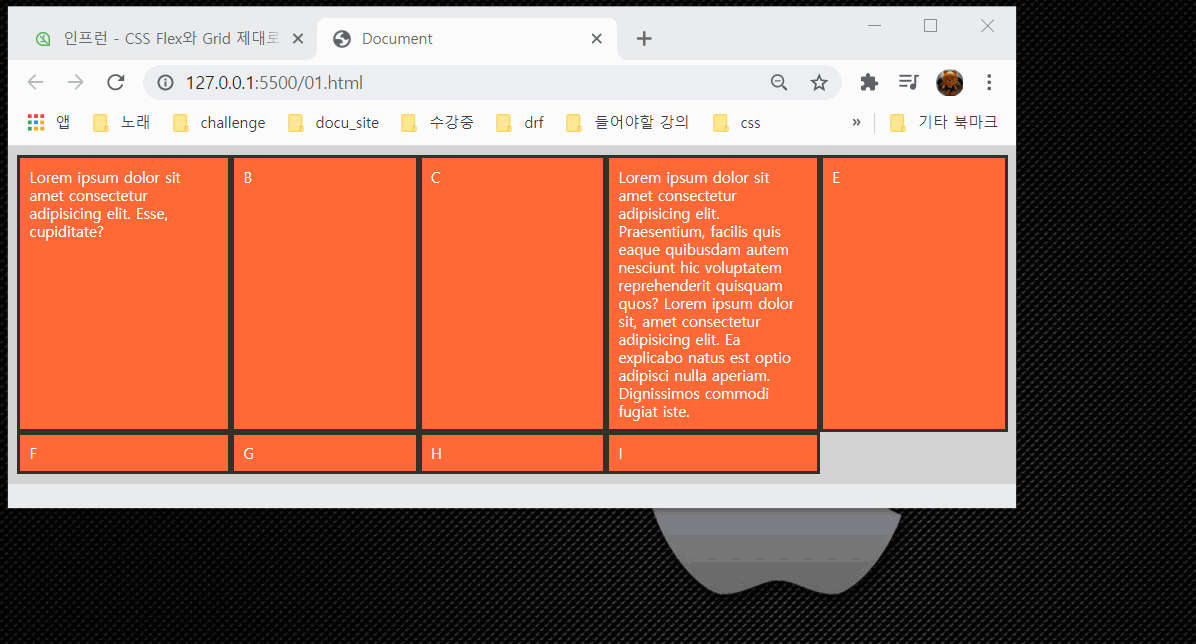 인프런 - CSS Flex와 Grid 제대로
Document
127.0.0.1:5500/01.html
앱
노래
challenge
docu_site
수강중
drf
들어야할 강의
css
»
기타 북마크
Lorem ipsum dolor sit
amet consectetur
adipisicing elit. Esse,
cupiditate?
B
C
Lorem ipsum dolor sit
amet consectetur
adipisicing elit.
Praesentium, facilis quis
eaque quibusdam autem
nesciunt hic voluptatem
reprehenderit quisquam
quos? Lorem ipsum dolor
sit, amet consectetur
adipisicing elit. Ea
explicabo natus est optio
adipisci nulla aperiam.
Dignissimos commodi
fugiat iste.
E
F
G
H
I